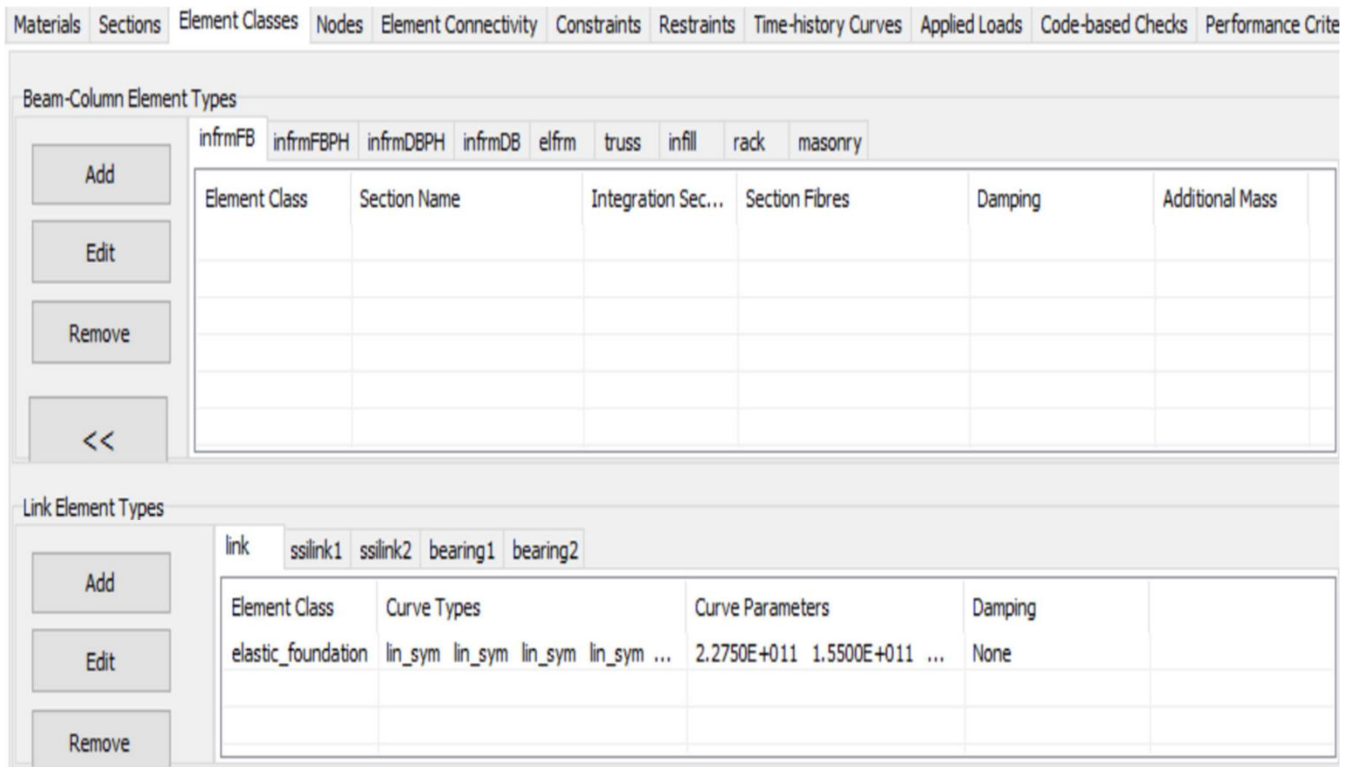 Materials Sections Element Classes Nodes Element Connectivity Constraints Restraints Time-history Curves Applied Loads Code-based Checks Performance Crite
Beam-Column Element Types
infrmFB infrmFBPH infrmDBPH infrmDB elfrm truss infill rack masonry
Add
Element Class Section Name Integration Sec... Section Fibres Damping Additional Mass
Edit
Remove
<<
Link Element Types
link ssilink1 ssilink2 bearing1 bearing2
Add
Element Class Curve Types Curve Parameters Damping
elastic_foundation lin_sym lin_sym lin_sym lin_sym ... 2.2750E+011 1.5500E+011 ... None
Edit
Remove